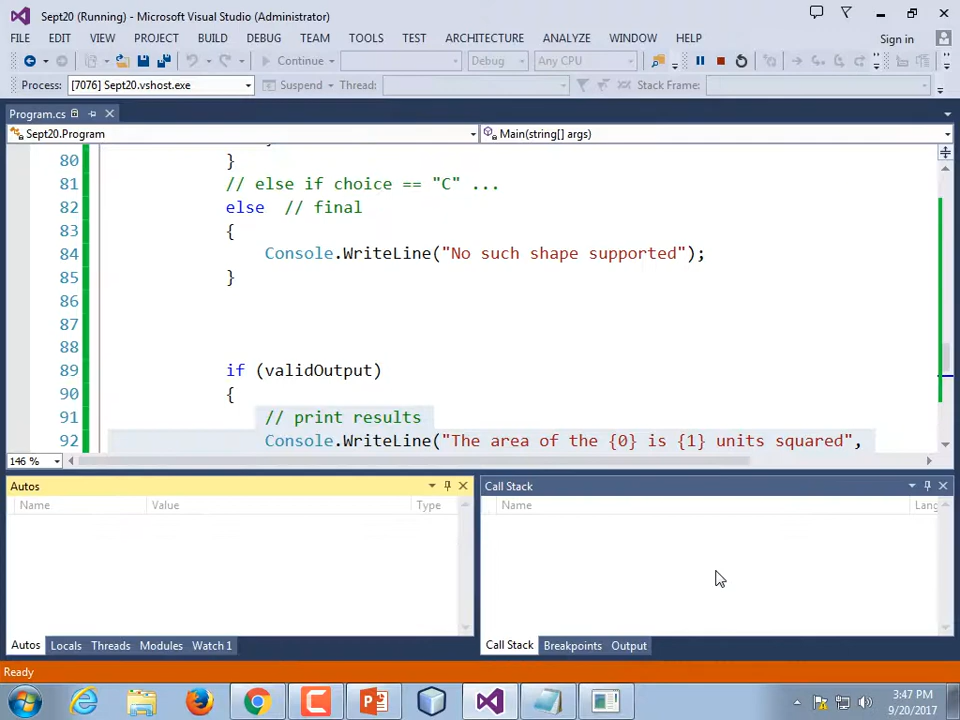 Sept20 (Running) - Microsoft Visual Studio (Administrator)
FILE EDIT VIEW PROJECT BUILD DEBUG TEAM TOOLS TEST ARCHITECTURE ANALYZE WINDOW HELP Sign in
Continue Debug Any CPU
Process: [7076] Sept20.vshost.exe Suspend Thread: Stack Frame:
Program.cs
Sept20.Program Main(string[] args)
80 }
81 // else if choice == "C" ...
82 else // final
83 {
84 Console.WriteLine("No such shape supported");
85 }
86
87
88
89 if (validOutput)
90 {
91 // print results
92 Console.WriteLine("The area of the {0} is {1} units squared",
146 %
Autos Call Stack
Name Value Type Name Lang
Autos Locals Threads Modules Watch 1 Call Stack Breakpoints Output
Ready
3:47 PM
9/20/2017